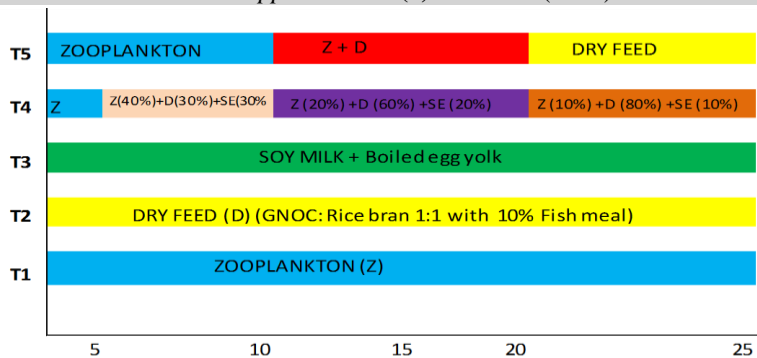 T5 ZOOPLANKTON Z + D DRY FEED
T4 Z Z(40%)+D(30%)+SE(30% Z (20%) +D (60%) +SE (20%) Z (10%) +D (80%) +SE (10%)
T3 SOY MILK + Boiled egg yolk
T2 DRY FEED (D) (GNOC: Rice bran 1:1 with 10% Fish meal)
T1 ZOOPLANKTON (Z)
5 10 15 20 25